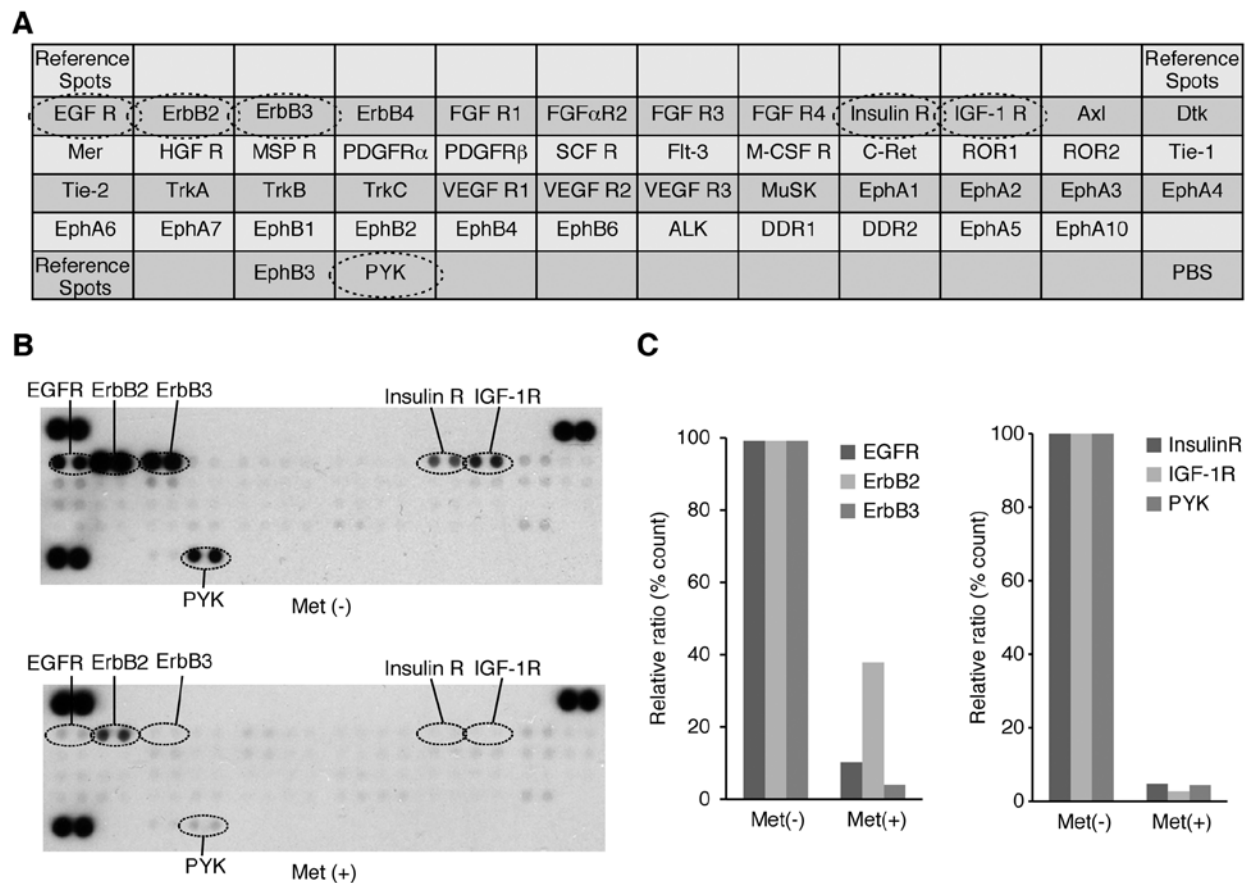 A
Reference Spots Reference Spots
EGF R ErbB2 ErbB3 ErbB4 FGF R1 FGFαR2 FGF R3 FGF R4 Insulin R IGF-1 R Axl Dtk
Mer HGF R MSP R PDGFRα PDGFRβ SCF R Flt-3 M-CSF R C-Ret ROR1 ROR2 Tie-1
Tie-2 TrkA TrkB TrkC VEGF R1 VEGF R2 VEGF R3 MuSK EphA1 EphA2 EphA3 EphA4
EphA6 EphA7 EphB1 EphB2 EphB4 EphB6 ALK DDR1 DDR2 EphA5 EphA10
Reference Spots EphB3 PYK PBS
B
EGFR ErbB2 ErbB3 Insulin R IGF-1R
PYK
Met (-)
EGFR ErbB2 ErbB3 Insulin R IGF-1R
PYK
Met (+)
C
Relative ratio (% count)
100
80
60
40
20
0
EGFR
ErbB2
ErbB3
Met(-) Met(+)
Relative ratio (% count)
100
80
60
40
20
0
InsulinR
IGF-1R
PYK
Met(-) Met(+)